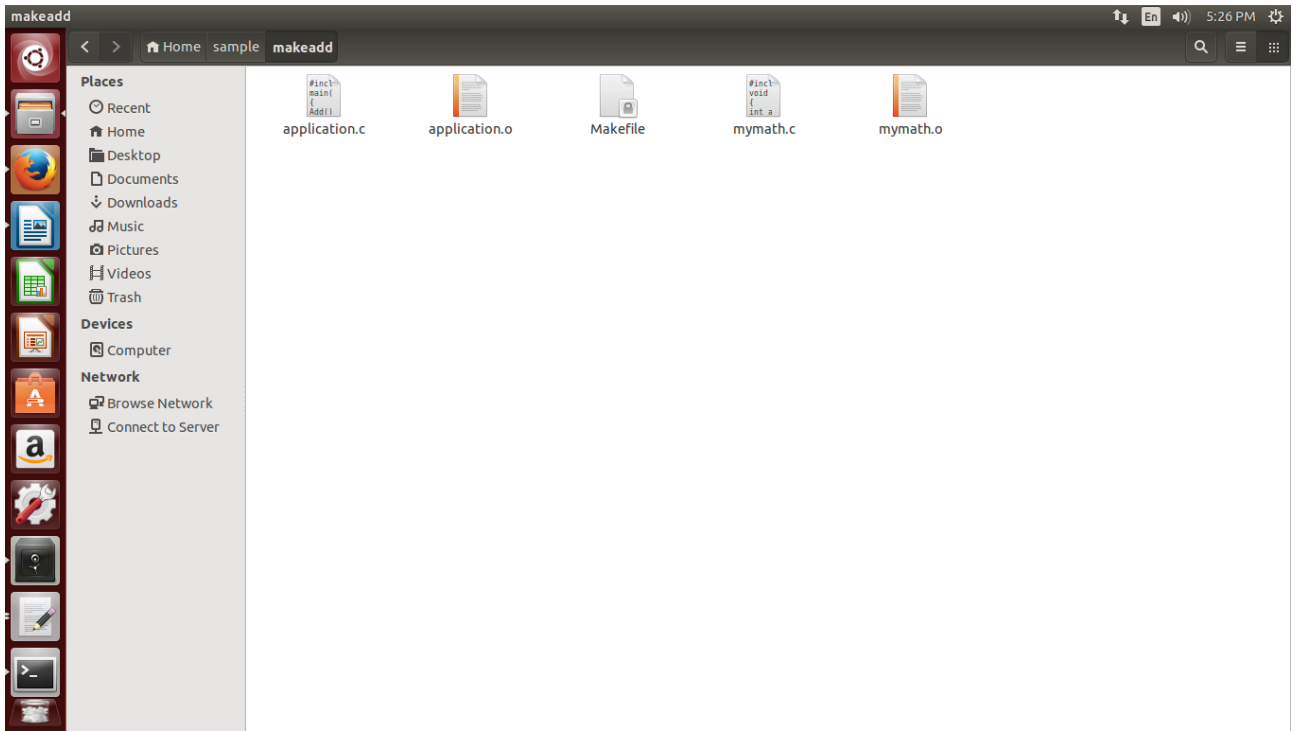 makeadd
En
5:26 PM
Home sample makeadd
Places
Recent
Home
Desktop
Documents
Downloads
Music
Pictures
Videos
Trash
Devices
Computer
Network
Browse Network
Connect to Server
#incl
main(
{
Add()
application.c
application.o
Makefile
#incl
void
{
int a
mymath.c
mymath.o
A
a
>_